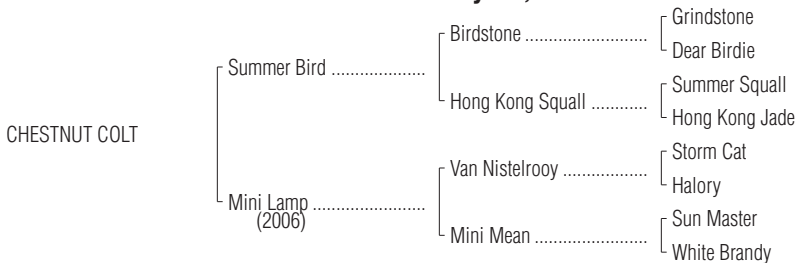 Grindstone
Birdstone ........................
Dear Birdie
Summer Bird ....................
Summer Squall
Hong Kong Squall ...........
Hong Kong Jade
CHESTNUT COLT
Storm Cat
Van Nistelrooy .................
Halory
Mini Lamp ........................
(2006)
Sun Master
Mini Mean ........................
White Brandy